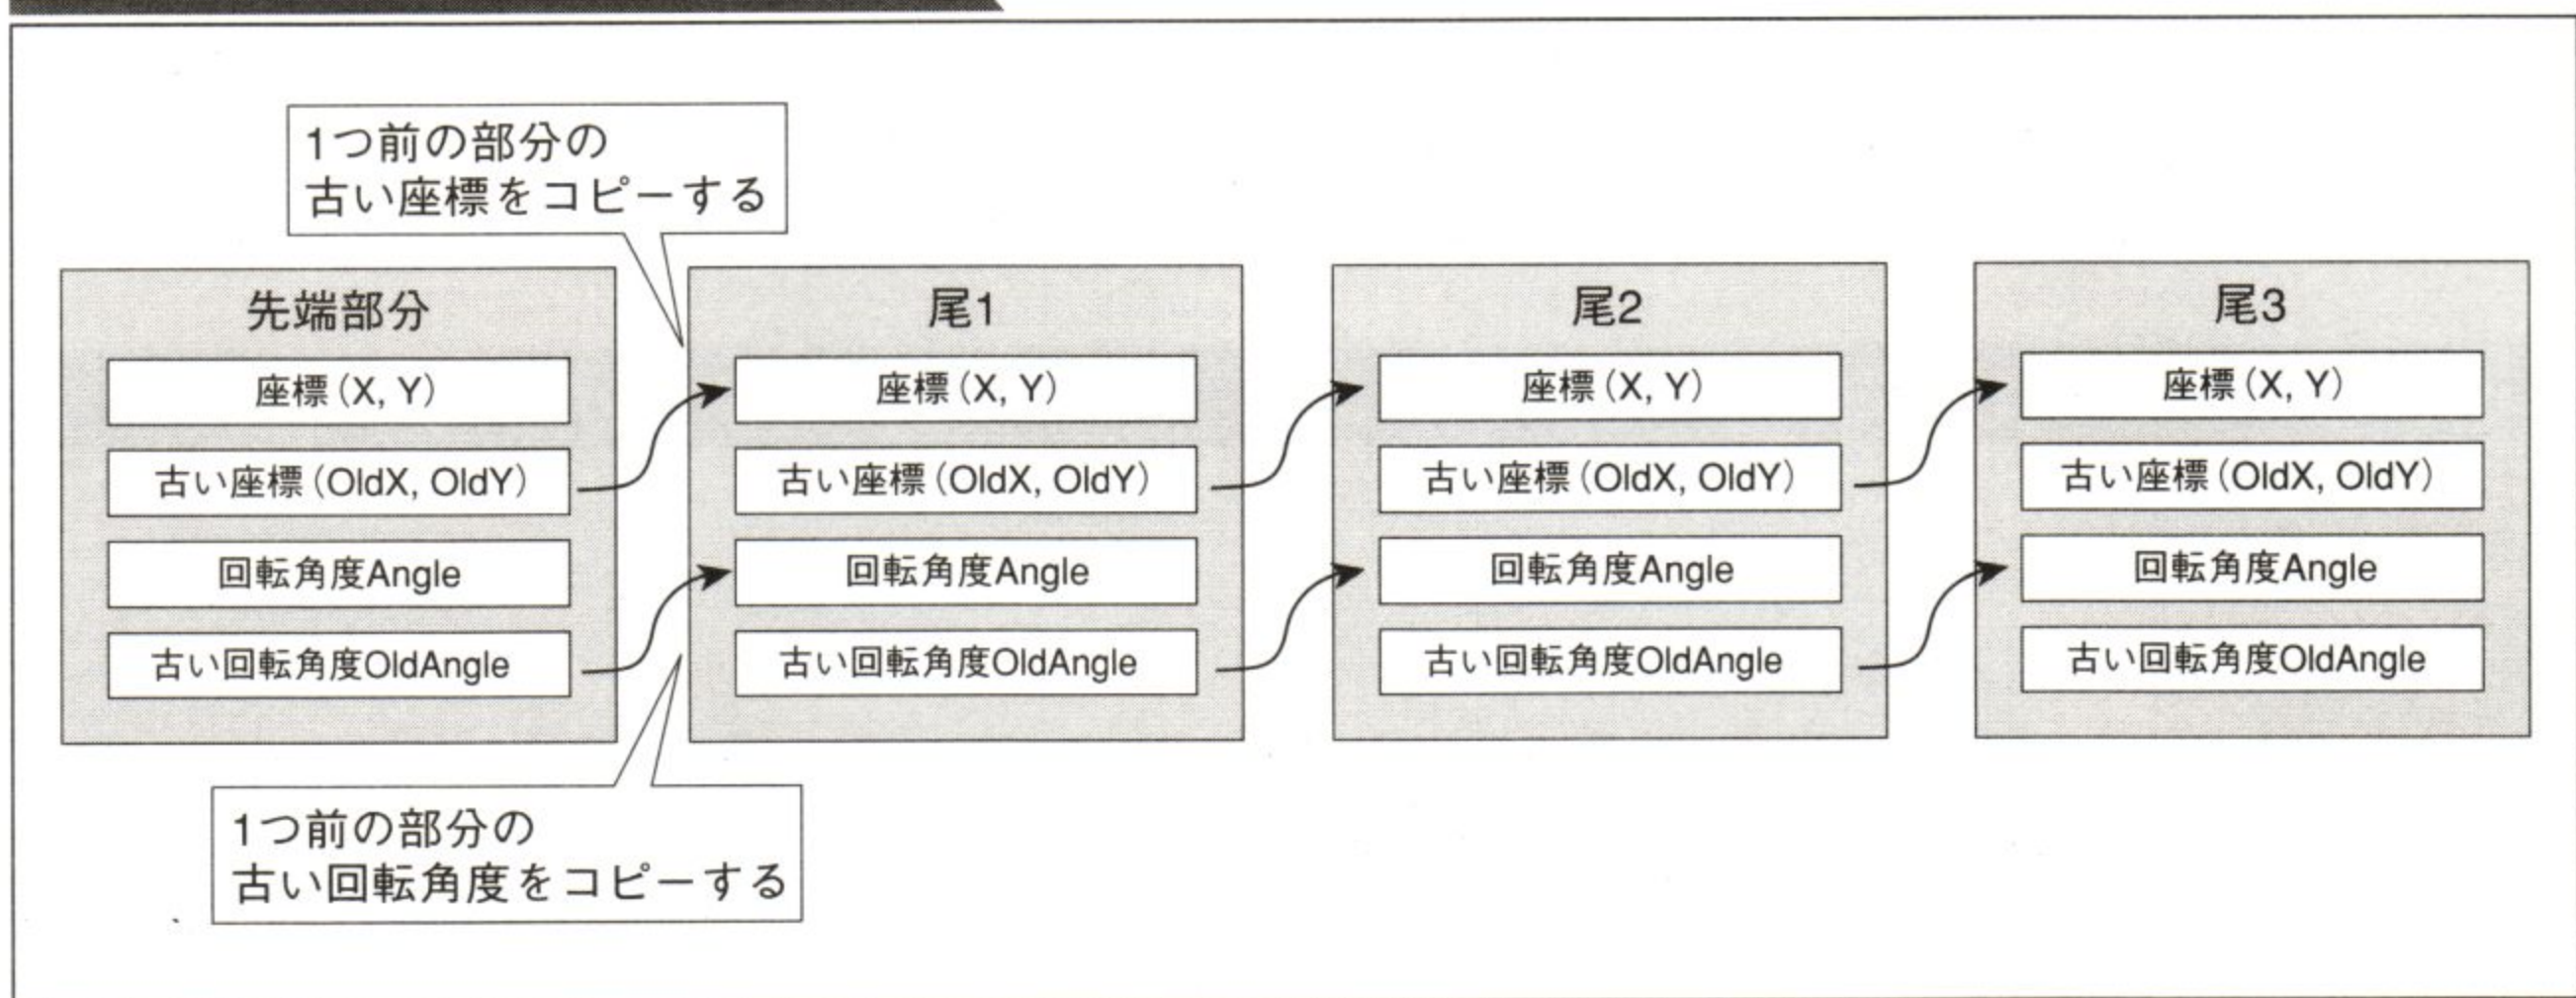 1つ前の部分の
古い座標をコピーする
先端部分
座標(X, Y)
古い座標(OldX, OldY)
回転角度Angle
古い回転角度OldAngle
尾1
座標(X, Y)
古い座標(OldX, OldY)
回転角度Angle
古い回転角度OldAngle
尾2
座標(X, Y)
古い座標(OldX, OldY)
回転角度Angle
古い回転角度OldAngle
尾3
座標(X, Y)
古い座標(OldX, OldY)
回転角度Angle
古い回転角度OldAngle
1つ前の部分の
古い回転角度をコピーする